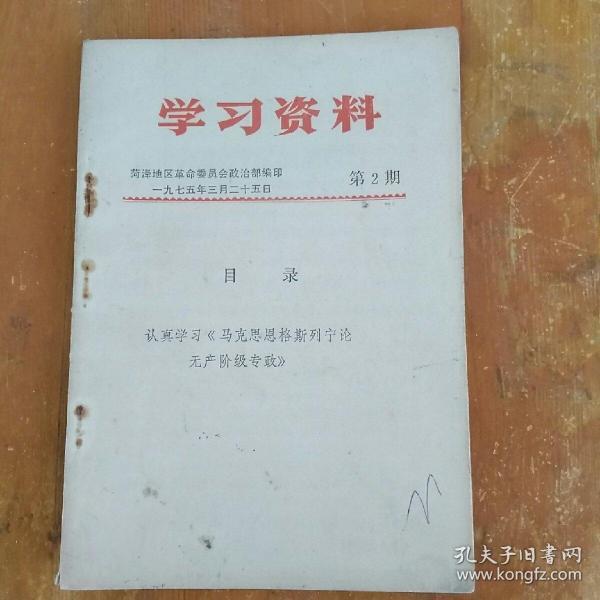 学习资料
菏泽地区革命委员会政治部编印
一九七五年三月二十五日
第2期
目 录
认真学习《马克思恩格斯列宁论
无产阶级专政》
孔夫子旧书网
www.kongfz.com